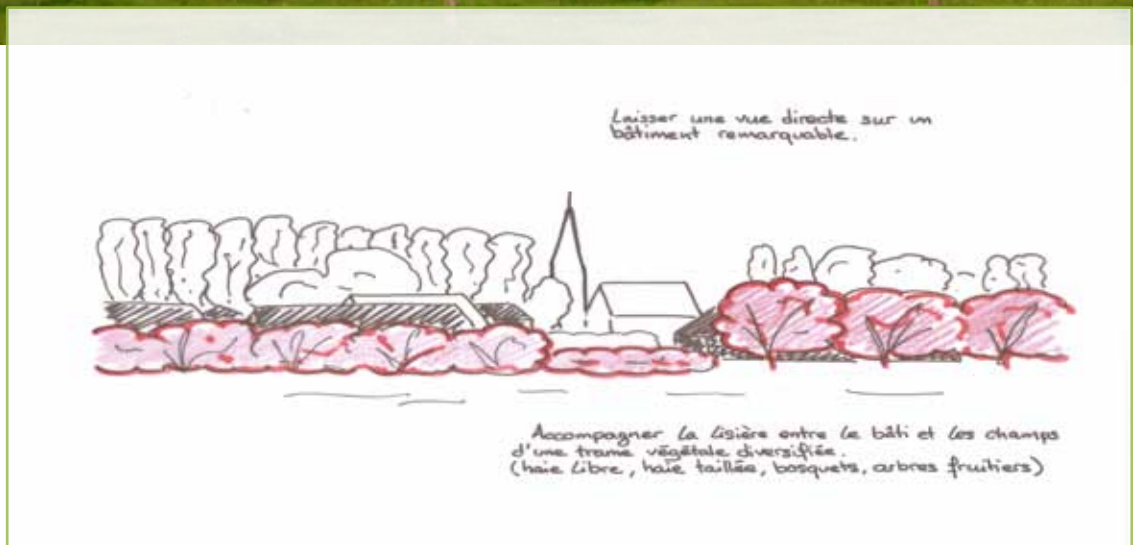 Laisser une vue directe sur un
bâtiment remarquable.
Accompagner la lisière entre le bâti et les champs
d'une trame végétale diversifiée.
(haie libre, haie taillée, bosquets, arbres fruitiers)